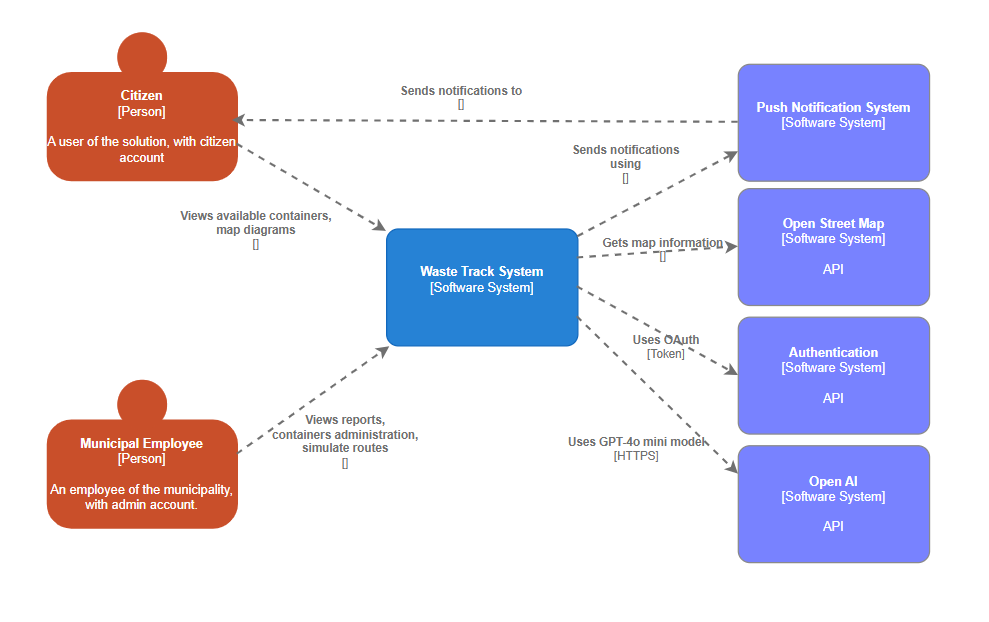 Citizen
[Person]
A user of the solution, with citizen
account
Sends notifications to
[]
Push Notification System
[Software System]
Sends notifications
using
[]
Views available containers,
map diagrams
[]
Waste Track System
[Software System]
Gets map information
[]
Open Street Map
[Software System]
API
Uses OAuth
[Token]
Authentication
[Software System]
API
Municipal Employee
[Person]
An employee of the municipality,
with admin account.
Views reports,
containers administration,
simulate routes
[]
Uses GPT-4o mini model
[HTTPS]
Open AI
[Software System]
API